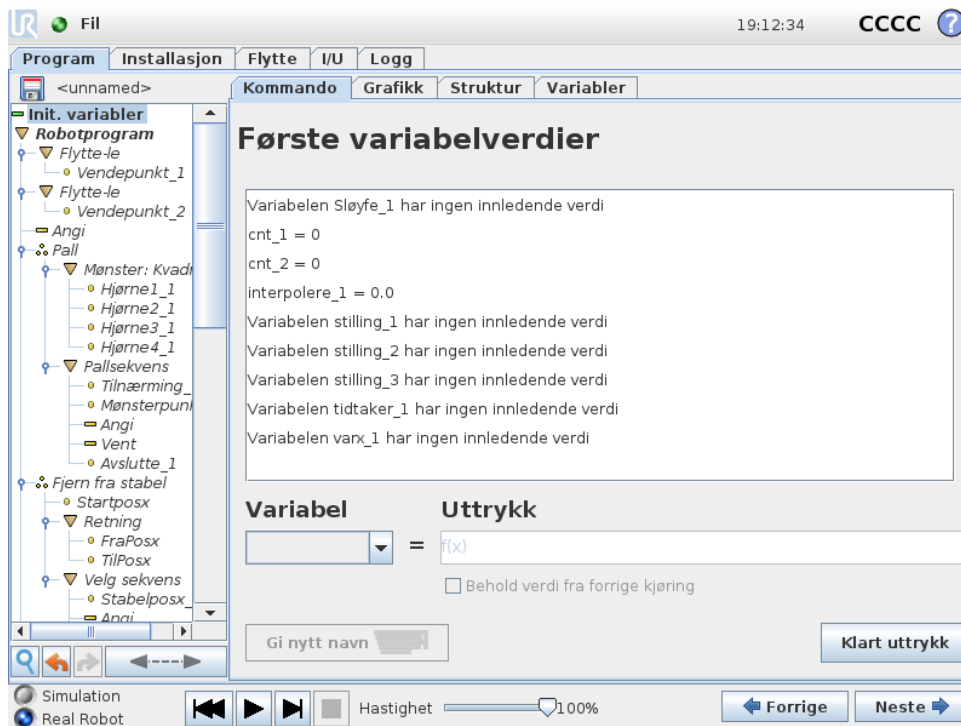 UR Fil 19:12:34 CCCC ?
Program Installasjon Flytte I/U Logg
<unnamed>
Kommando Grafikk Struktur Variabler
Init. variabler
Robotprogram
Flytte-le
Vendepunkt_1
Flytte-le
Vendepunkt_2
Angi
Pall
Mønster: Kvadr
Hjørne1_1
Hjørne2_1
Hjørne3_1
Hjørne4_1
Pallsekvens
Tilnærming_
Mønsterpunk
Angi
Vent
Avslutte_1
Fjern fra stabel
Startposx
Retning
FraPosx
TilPosx
Velg sekvens
Stabelposx_
Angi
Første variabelverdier
Variabelen Sløyfe_1 har ingen innledende verdi
cnt_1 = 0
cnt_2 = 0
interpolere_1 = 0.0
Variabelen stilling_1 har ingen innledende verdi
Variabelen stilling_2 har ingen innledende verdi
Variabelen stilling_3 har ingen innledende verdi
Variabelen tidtaker_1 har ingen innledende verdi
Variabelen varx_1 har ingen innledende verdi
Variabel Uttrykk
= f(x)
Behold verdi fra forrige kjøring
Gi nytt navn
Klart uttrykk
Simulation
Real Robot
Hastighet 100%
Forrige Neste